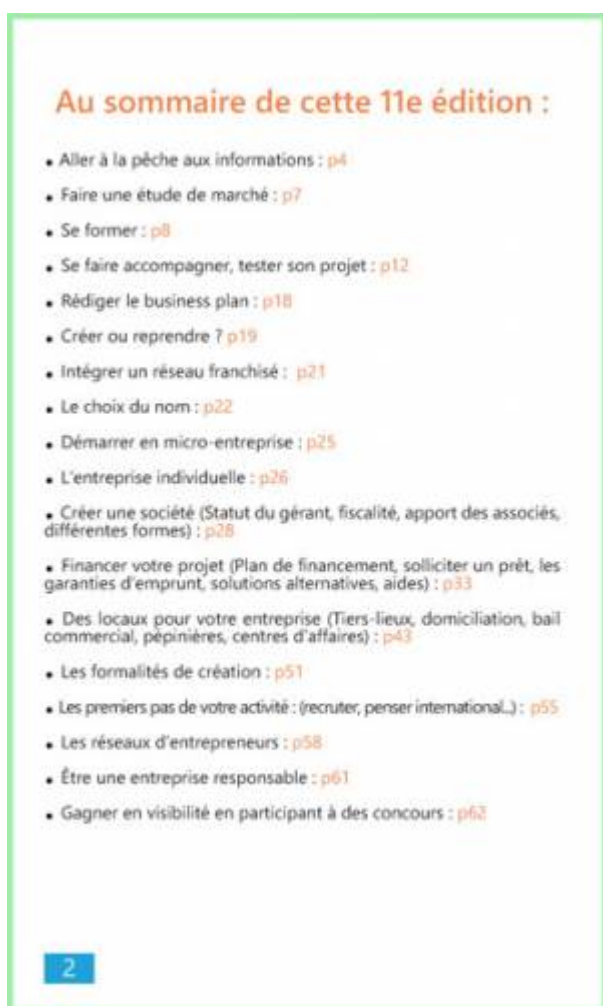 Au sommaire de cette 11e édition :
• Aller à la pêche aux informations : p4
• Faire une étude de marché : p7
• Se former : p8
• Se faire accompagner, tester son projet : p12
• Rédiger le business plan : p18
• Créer ou reprendre ? p19
• Intégrer un réseau franchisé : p21
• Le choix du nom : p22
• Démarrer en micro-entreprise : p25
• L'entreprise individuelle : p26
• Créer une société (Statut du gérant, fiscalité, apport des associés,
différentes formes) : p28
• Financer votre projet (Plan de financement, solliciter un prêt, les
garanties d'emprunt, solutions alternatives, aides) : p33
• Des locaux pour votre entreprise (Tiers-lieux, domiciliation, bail
commercial, pépinières, centres d'affaires) : p43
• Les formalités de création : p51
• Les premiers pas de votre activité : (recruter, penser international...) : p55
• Les réseaux d'entrepreneurs : p58
• Être une entreprise responsable : p61
• Gagner en visibilité en participant à des concours : p62
2